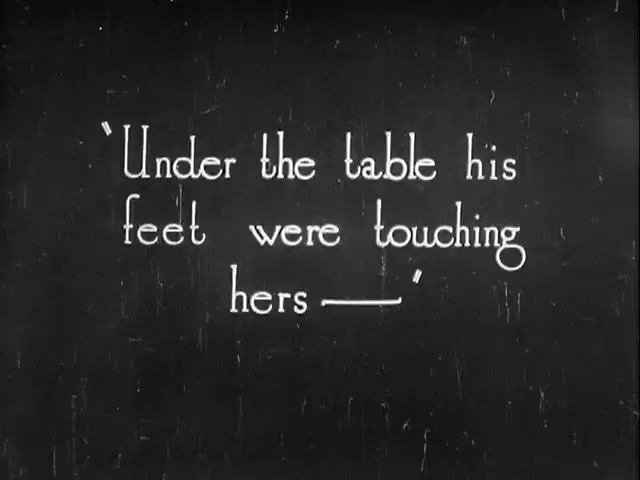 "Under the table his
feet were touching
hers —"